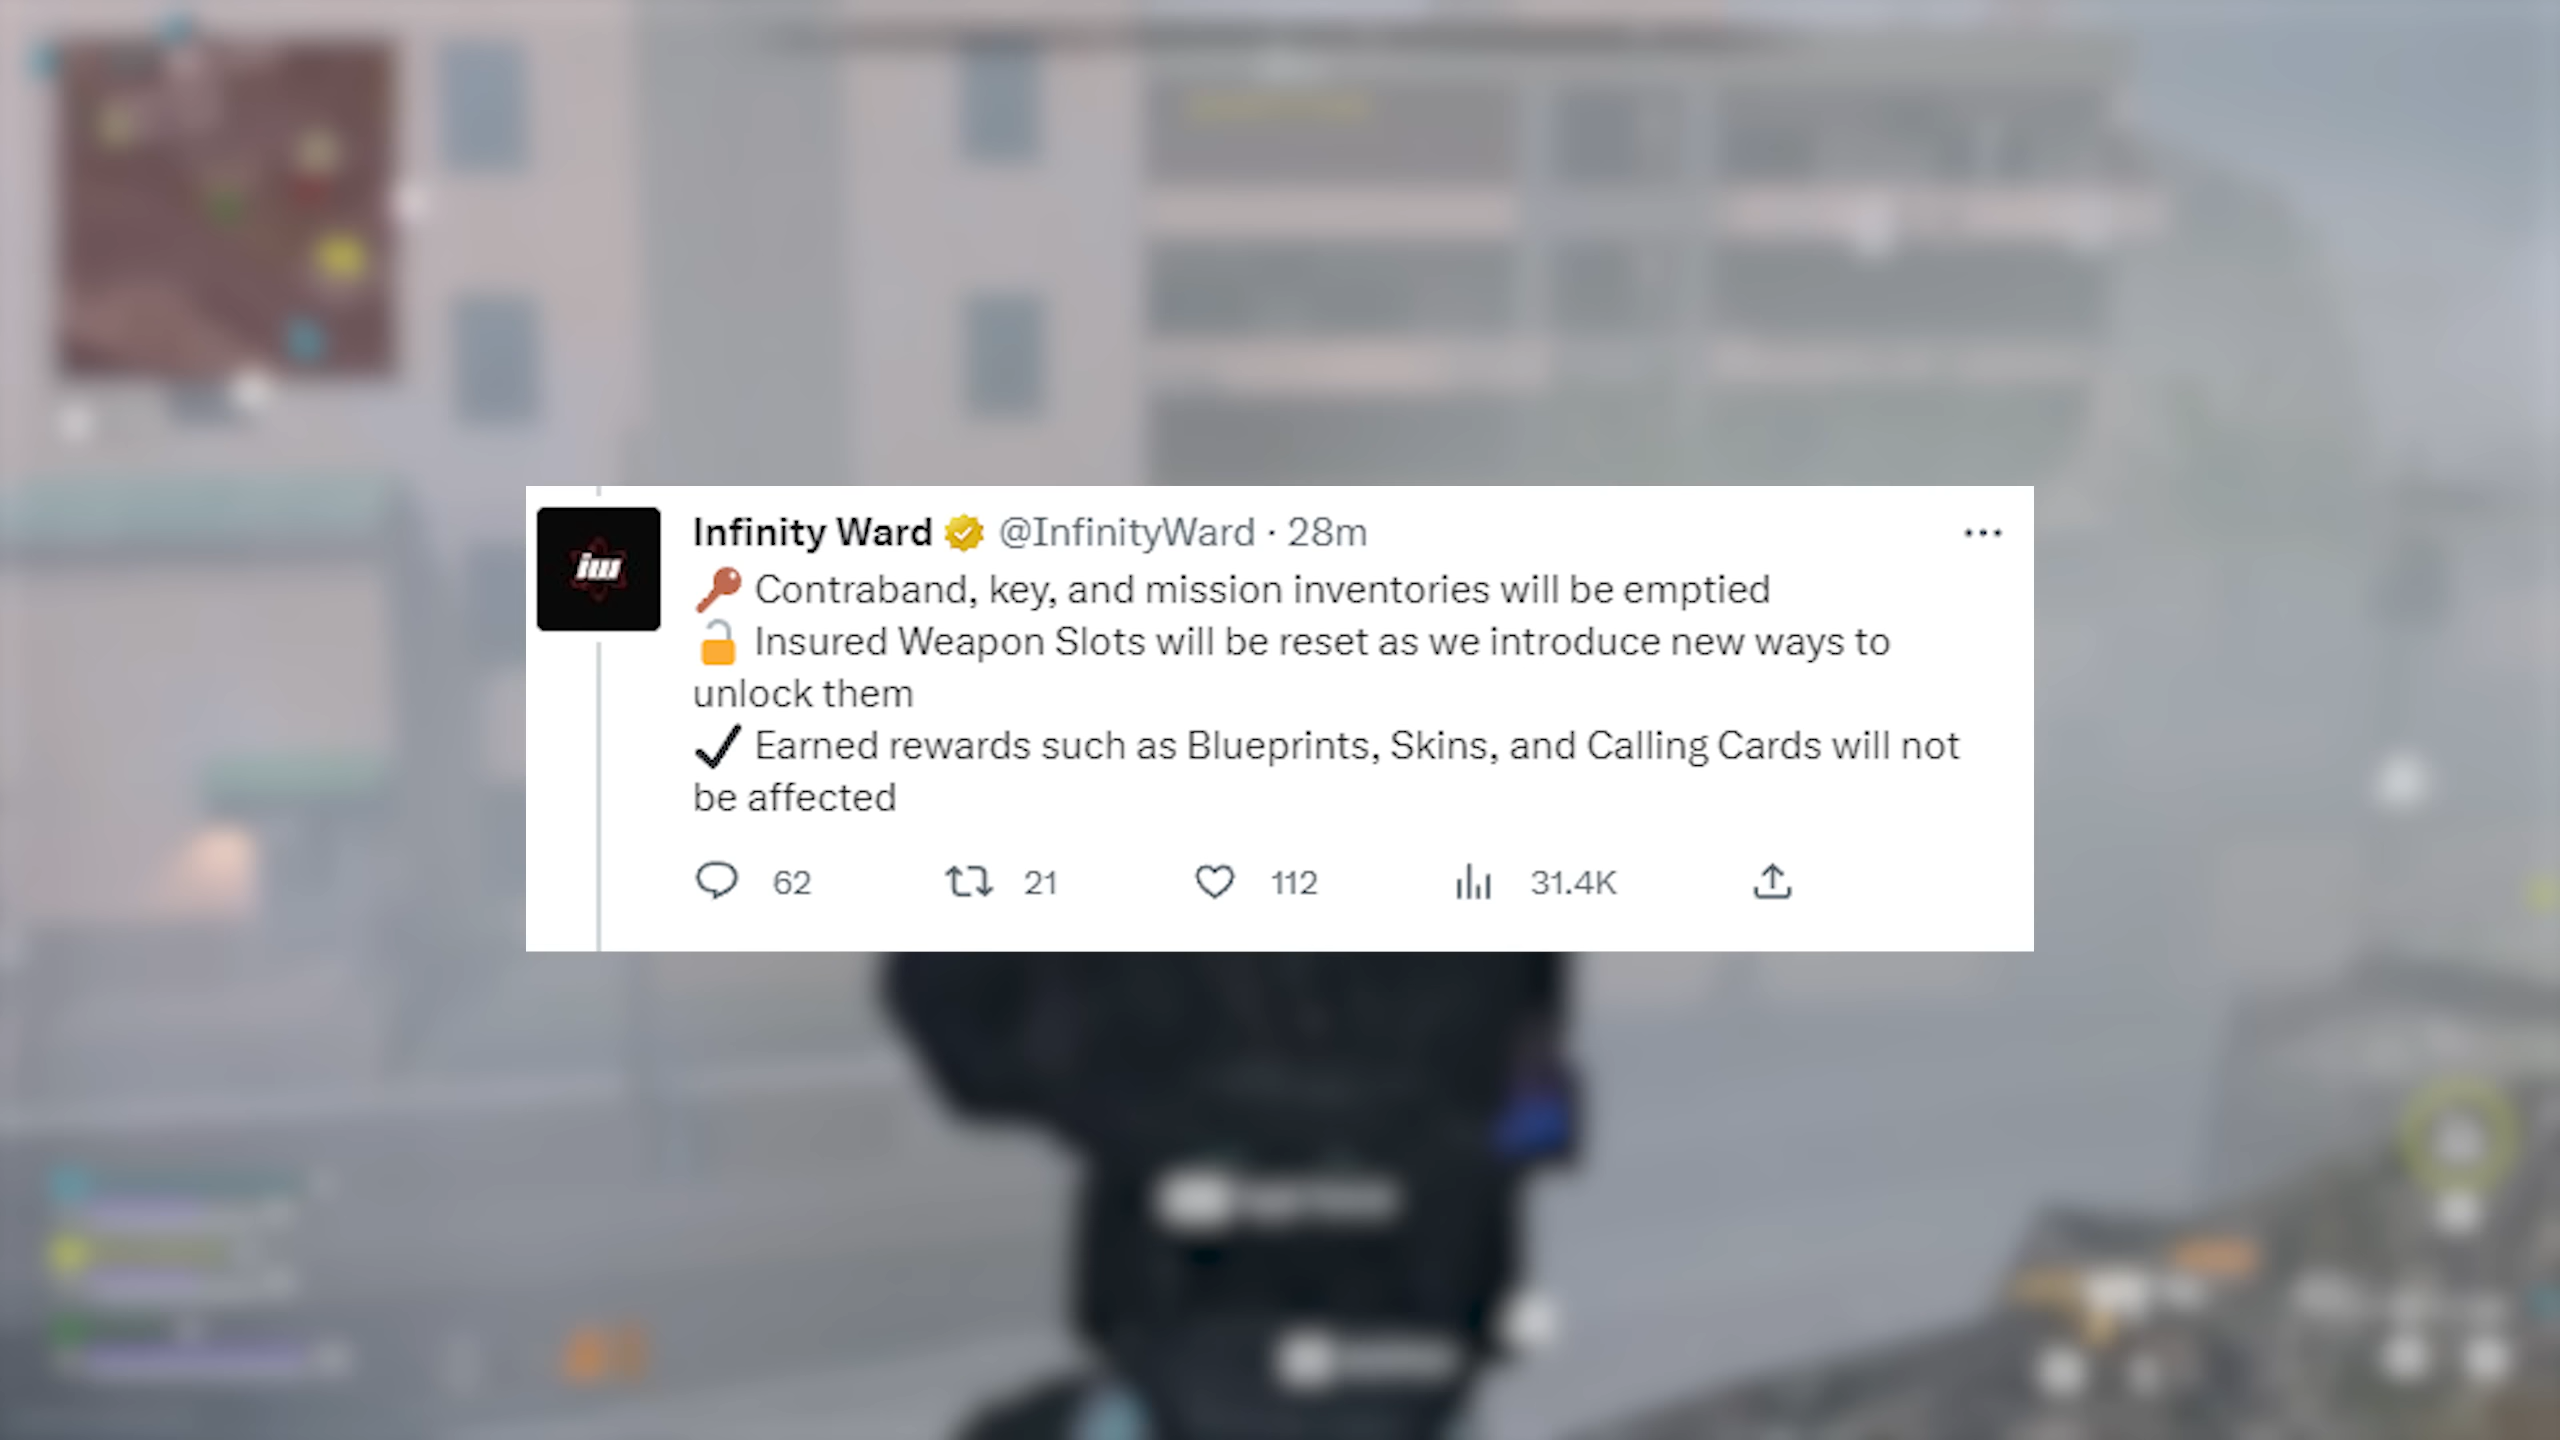 iw
Infinity Ward @InfinityWard · 28m
🔑 Contraband, key, and mission inventories will be emptied
🔓 Insured Weapon Slots will be reset as we introduce new ways to
unlock them
✔ Earned rewards such as Blueprints, Skins, and Calling Cards will not
be affected
62 21 112 31.4K